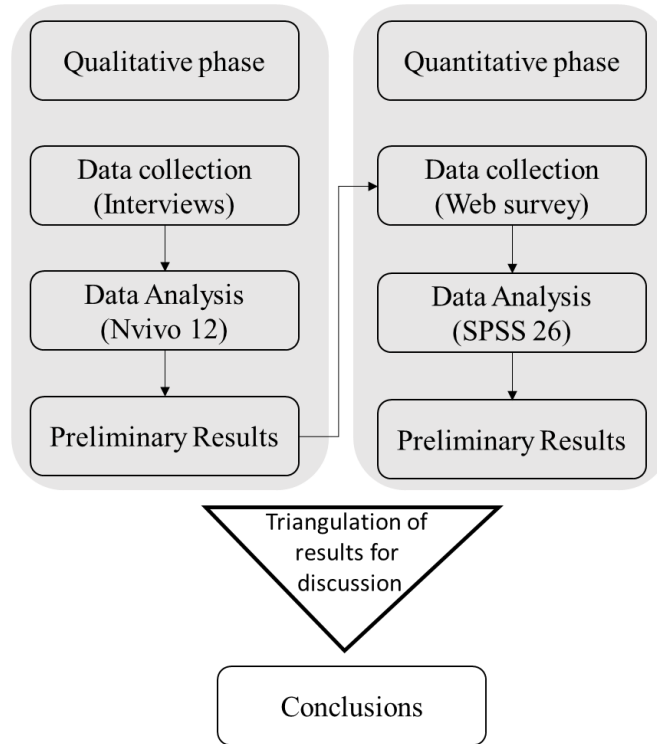 Qualitative phase
Data collection
(Interviews)
Data Analysis
(Nvivo 12)
Preliminary Results
Quantitative phase
Data collection
(Web survey)
Data Analysis
(SPSS 26)
Preliminary Results
Triangulation of
results for
discussion
Conclusions